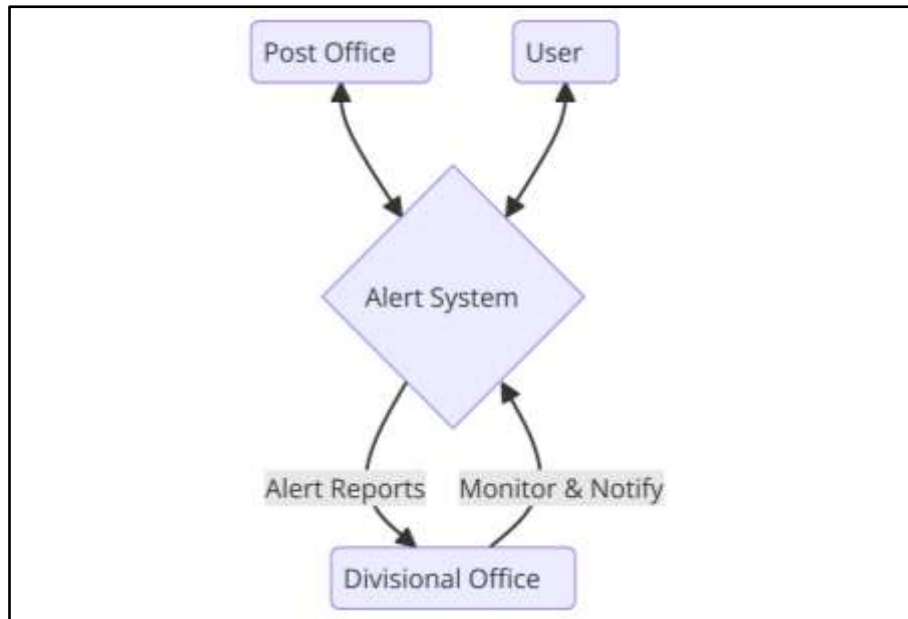 Post Office
User
Alert System
Alert Reports
Monitor & Notify
Divisional Office